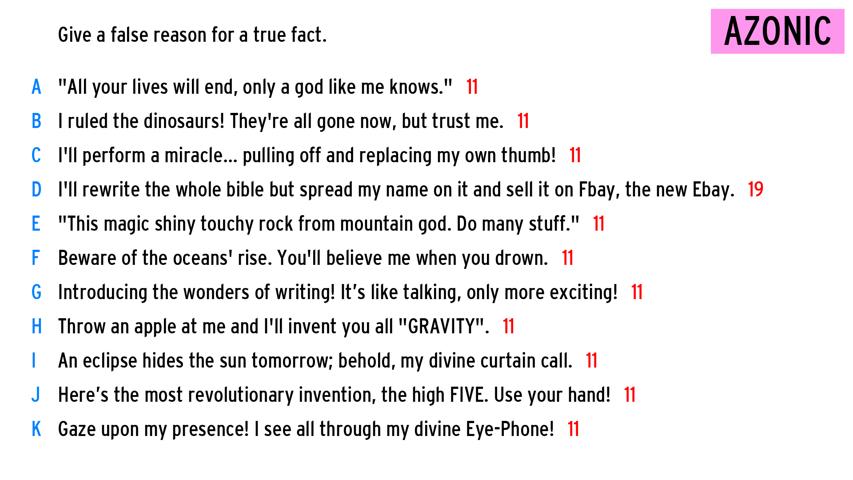 Give a false reason for a true fact.
AZONIC
A "All your lives will end, only a god like me knows." 11
B I ruled the dinosaurs! They're all gone now, but trust me. 11
C I'll perform a miracle... pulling off and replacing my own thumb! 11
D I'll rewrite the whole bible but spread my name on it and sell it on Fbay, the new Ebay. 19
E "This magic shiny touchy rock from mountain god. Do many stuff." 11
F Beware of the oceans' rise. You'll believe me when you drown. 11
G Introducing the wonders of writing! It’s like talking, only more exciting! 11
H Throw an apple at me and I'll invent you all "GRAVITY". 11
I An eclipse hides the sun tomorrow; behold, my divine curtain call. 11
J Here’s the most revolutionary invention, the high FIVE. Use your hand! 11
K Gaze upon my presence! I see all through my divine Eye-Phone! 11